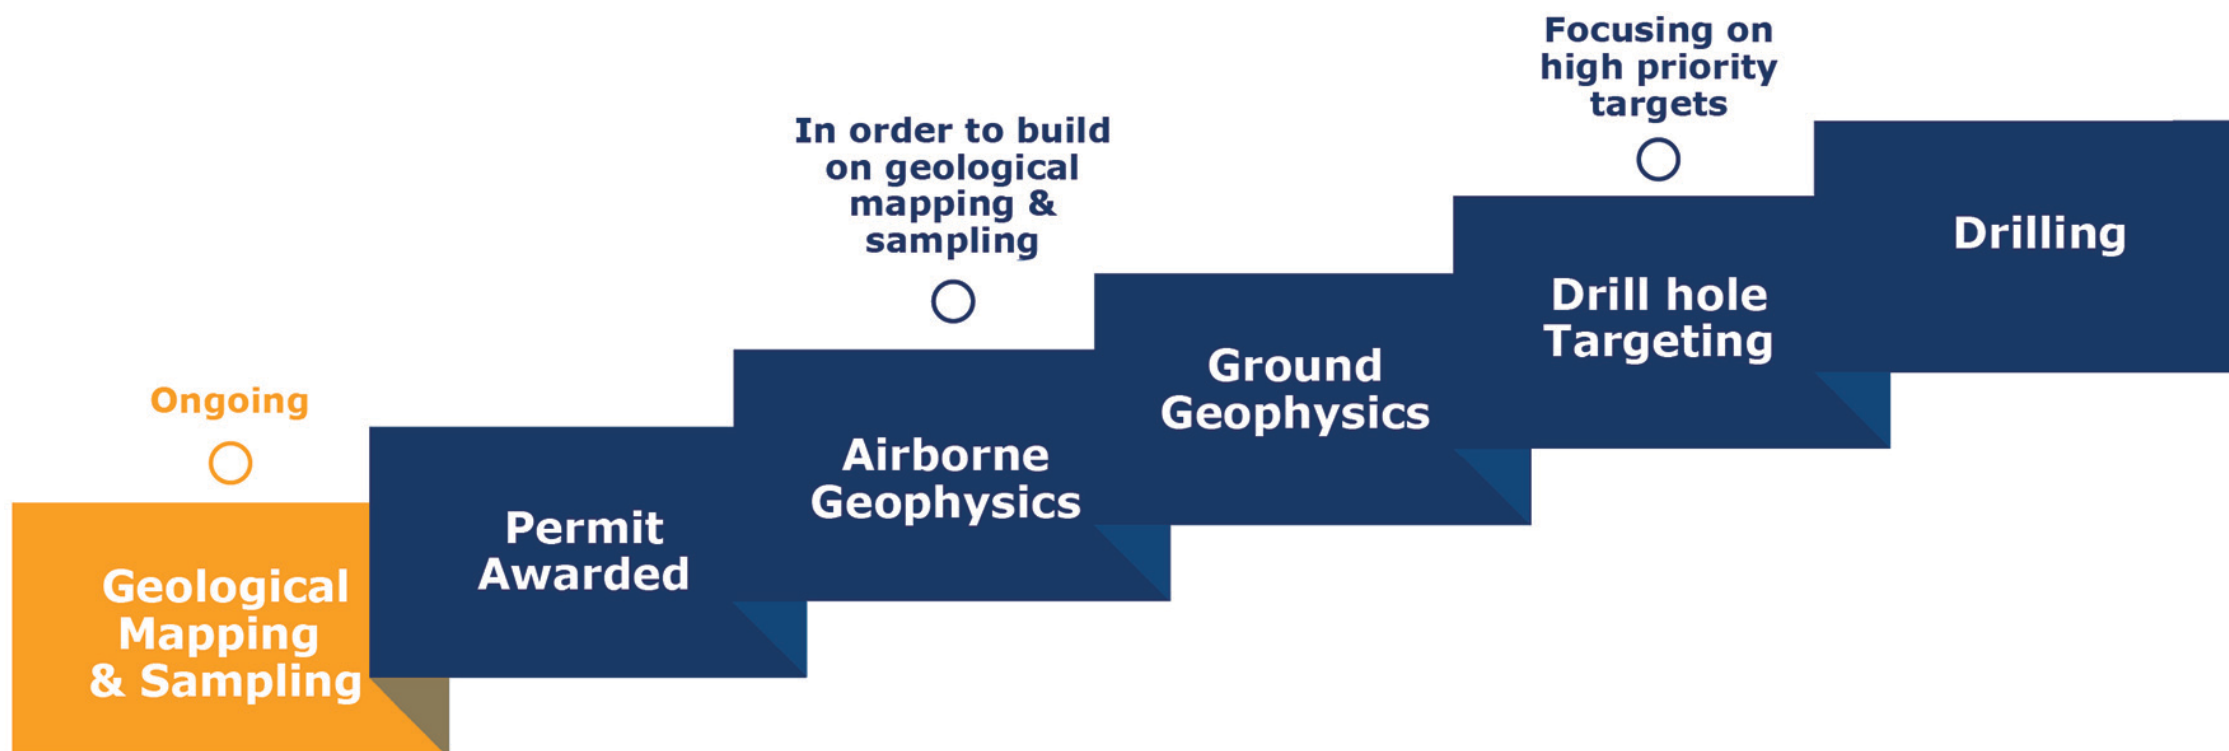 Ongoing
Geological
Mapping
& Sampling
Permit
Awarded
In order to build
on geological
mapping &
sampling
Airborne
Geophysics
Ground
Geophysics
Focusing on
high priority
targets
Drill hole
Targeting
Drilling